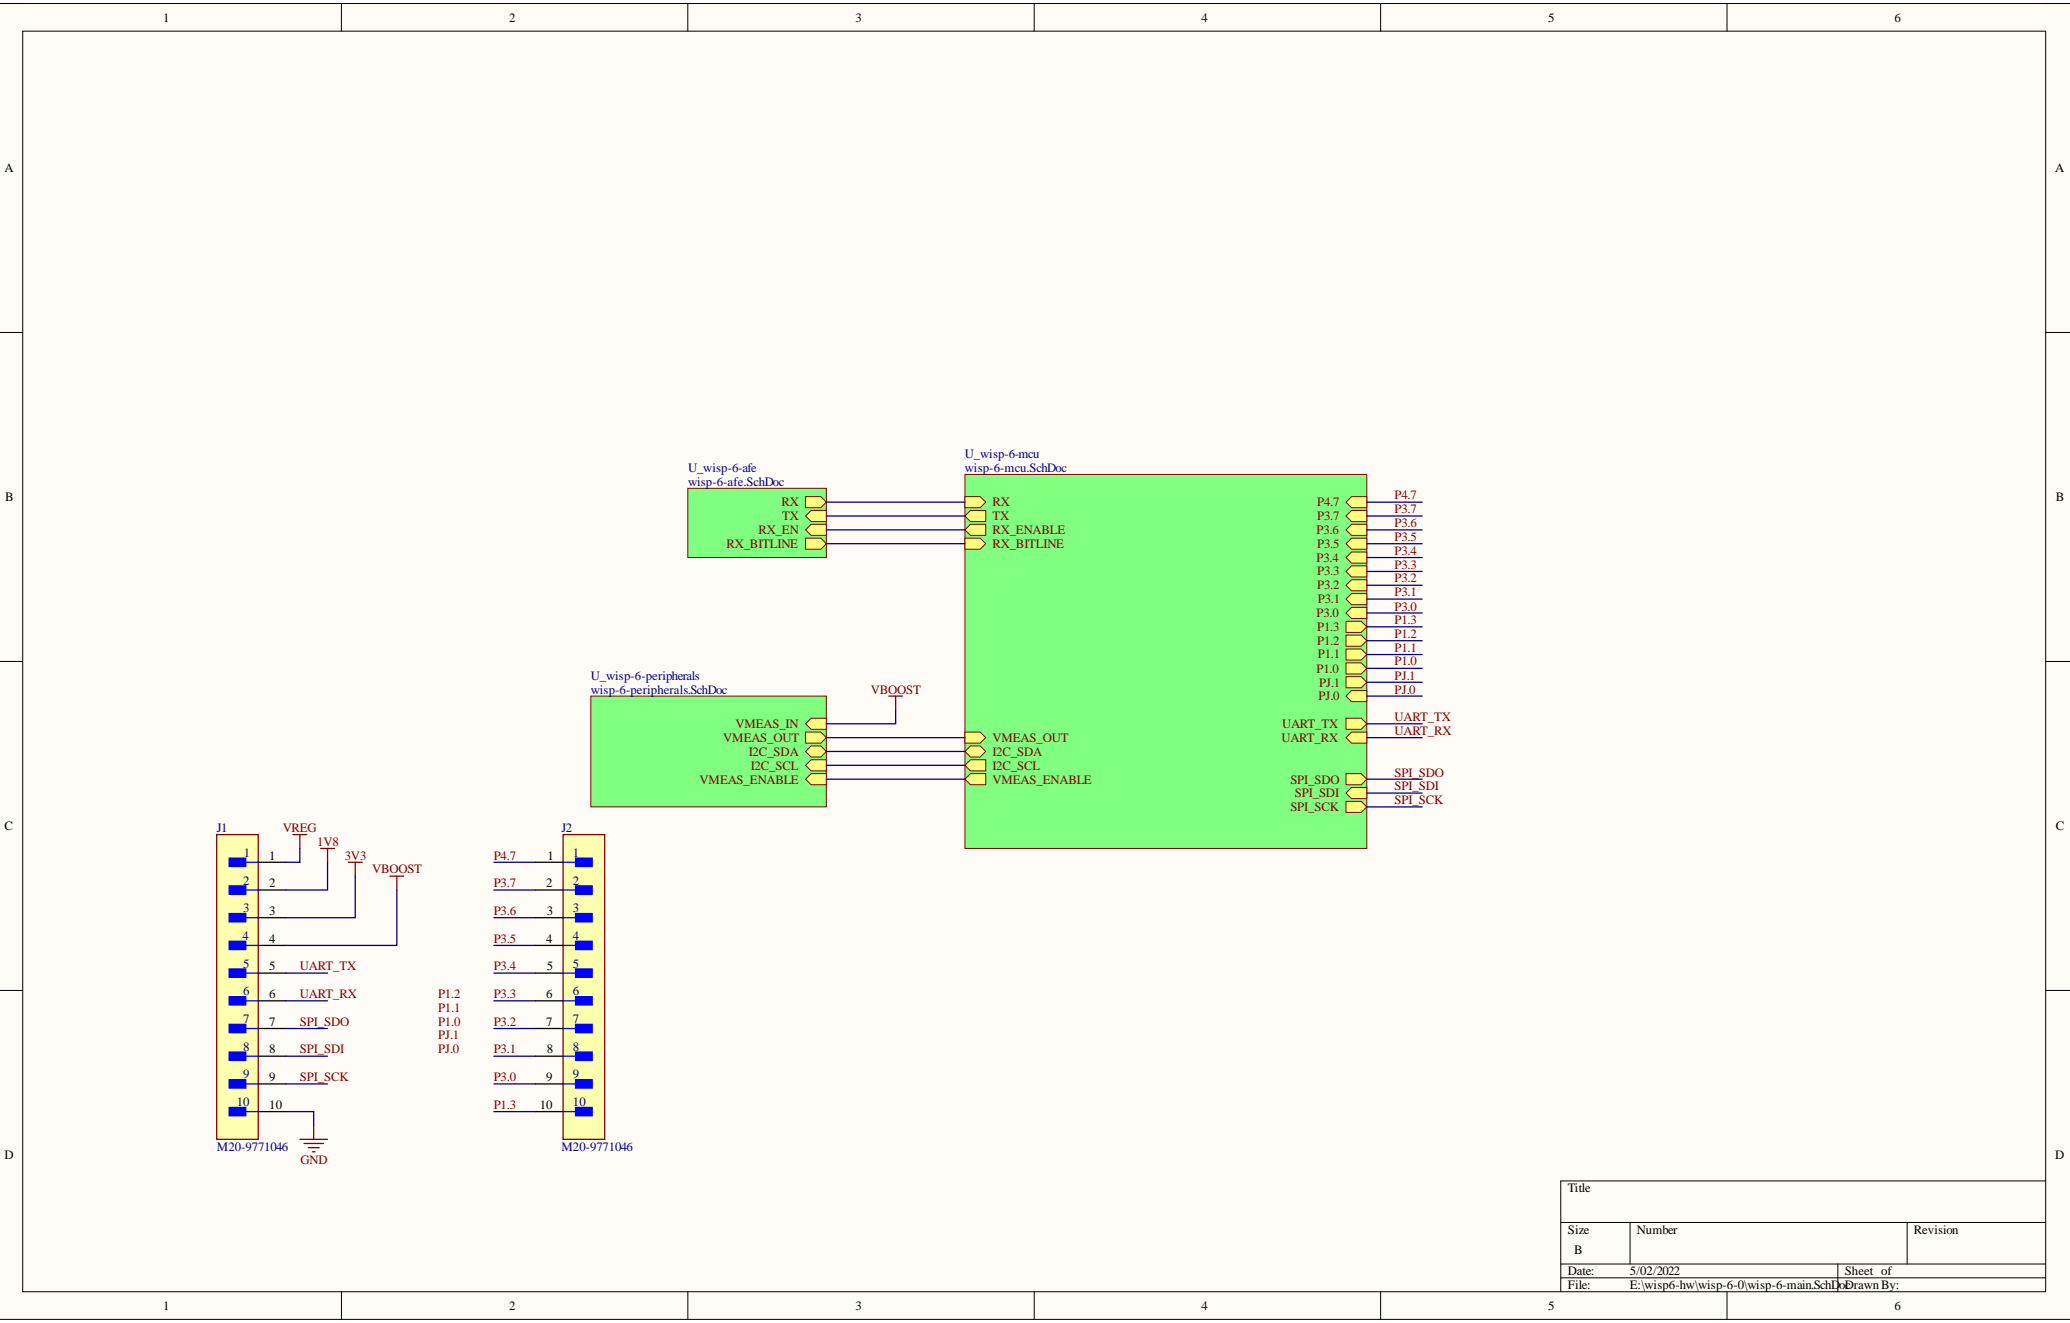 1 2 3 4 5 6
A A
B B
C C
D D
U_wisp-6-afe
wisp-6-afe.SchDoc
RX
TX
RX_EN
RX_BITLINE
U_wisp-6-mcu
wisp-6-mcu.SchDoc
RX
TX
RX_ENABLE
RX_BITLINE
VMEAS_OUT
I2C_SDA
I2C_SCL
VMEAS_ENABLE
P4.7 P4.7
P3.7 P3.7
P3.6 P3.6
P3.5 P3.5
P3.4 P3.4
P3.3 P3.3
P3.2 P3.2
P3.1 P3.1
P3.0 P3.0
P1.3 P1.3
P1.2 P1.2
P1.1 P1.1
P1.0 P1.0
PJ.1 PJ.1
PJ.0 PJ.0
UART_TX UART_TX
UART_RX UART_RX
SPI_SDO SPI_SDO
SPI_SDI SPI_SDI
SPI_SCK SPI_SCK
U_wisp-6-peripherals
wisp-6-peripherals.SchDoc
VBOOST
VMEAS_IN
VMEAS_OUT
I2C_SDA
I2C_SCL
VMEAS_ENABLE
J1
VREG
1V8
3V3
VBOOST
1 1
2 2
3 3
4 4
5 5 UART_TX
6 6 UART_RX
7 7 SPI_SDO
8 8 SPI_SDI
9 9 SPI_SCK
10 10
M20-9771046
GND
P1.2
P1.1
P1.0
PJ.1
PJ.0
J2
P4.7 1 1
P3.7 2 2
P3.6 3 3
P3.5 4 4
P3.4 5 5
P3.3 6 6
P3.2 7 7
P3.1 8 8
P3.0 9 9
P1.3 10 10
M20-9771046
Title
Size Number Revision
B
Date: 5/02/2022 Sheet of
File: E:\wisp6-hw\wisp-6-0\wisp-6-main.SchDoc Drawn By:
1 2 3 4 5 6